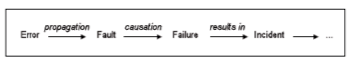 propagation causation results in
Error Fault Failure Incident ...